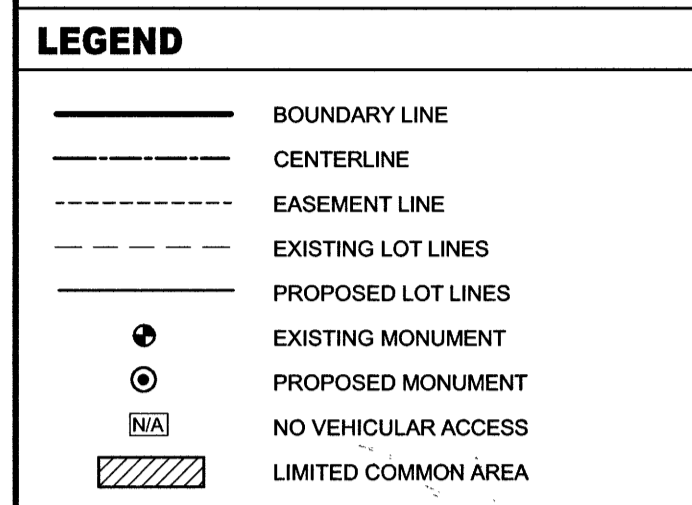 LEGEND
BOUNDARY LINE
CENTERLINE
EASEMENT LINE
EXISTING LOT LINES
PROPOSED LOT LINES
EXISTING MONUMENT
PROPOSED MONUMENT
N/A NO VEHICULAR ACCESS
LIMITED COMMON AREA